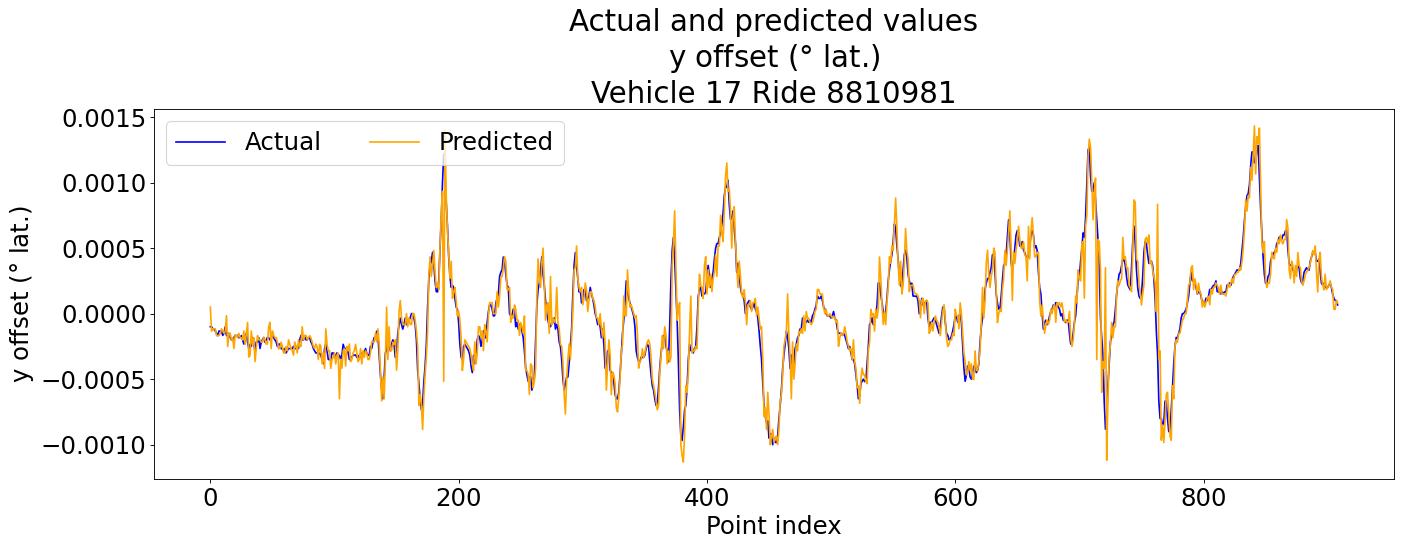 Actual and predicted values
y offset (° lat.)
Vehicle 17 Ride 8810981
Actual
Predicted
y offset (° lat.)
0.0015
0.0010
0.0005
0.0000
−0.0005
−0.0010
0
200
400
600
800
Point index